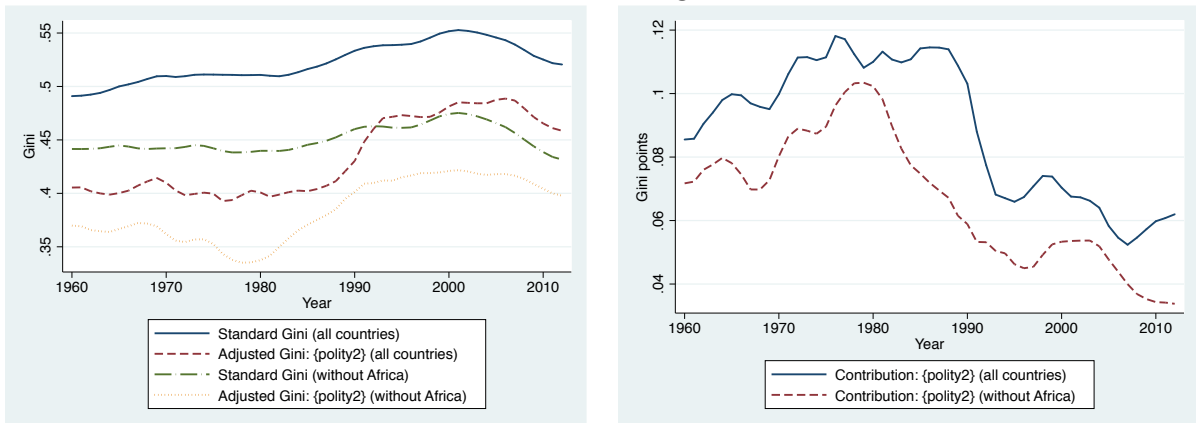 .55
.5
.45
.4
.35
Gini
1960 1970 1980 1990 2000 2010
Year
Standard Gini (all countries)
Adjusted Gini: {polity2} (all countries)
Standard Gini (without Africa)
Adjusted Gini: {polity2} (without Africa)
.12
.1
.08
.06
.04
Gini points
1960 1970 1980 1990 2000 2010
Year
Contribution: {polity2} (all countries)
Contribution: {polity2} (without Africa)